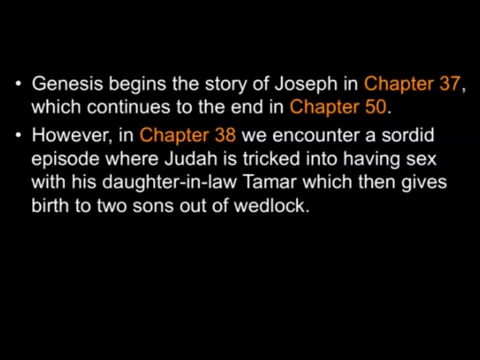 • Genesis begins the story of Joseph in Chapter 37,
which continues to the end in Chapter 50.
• However, in Chapter 38 we encounter a sordid
episode where Judah is tricked into having sex
with his daughter-in-law Tamar which then gives
birth to two sons out of wedlock.